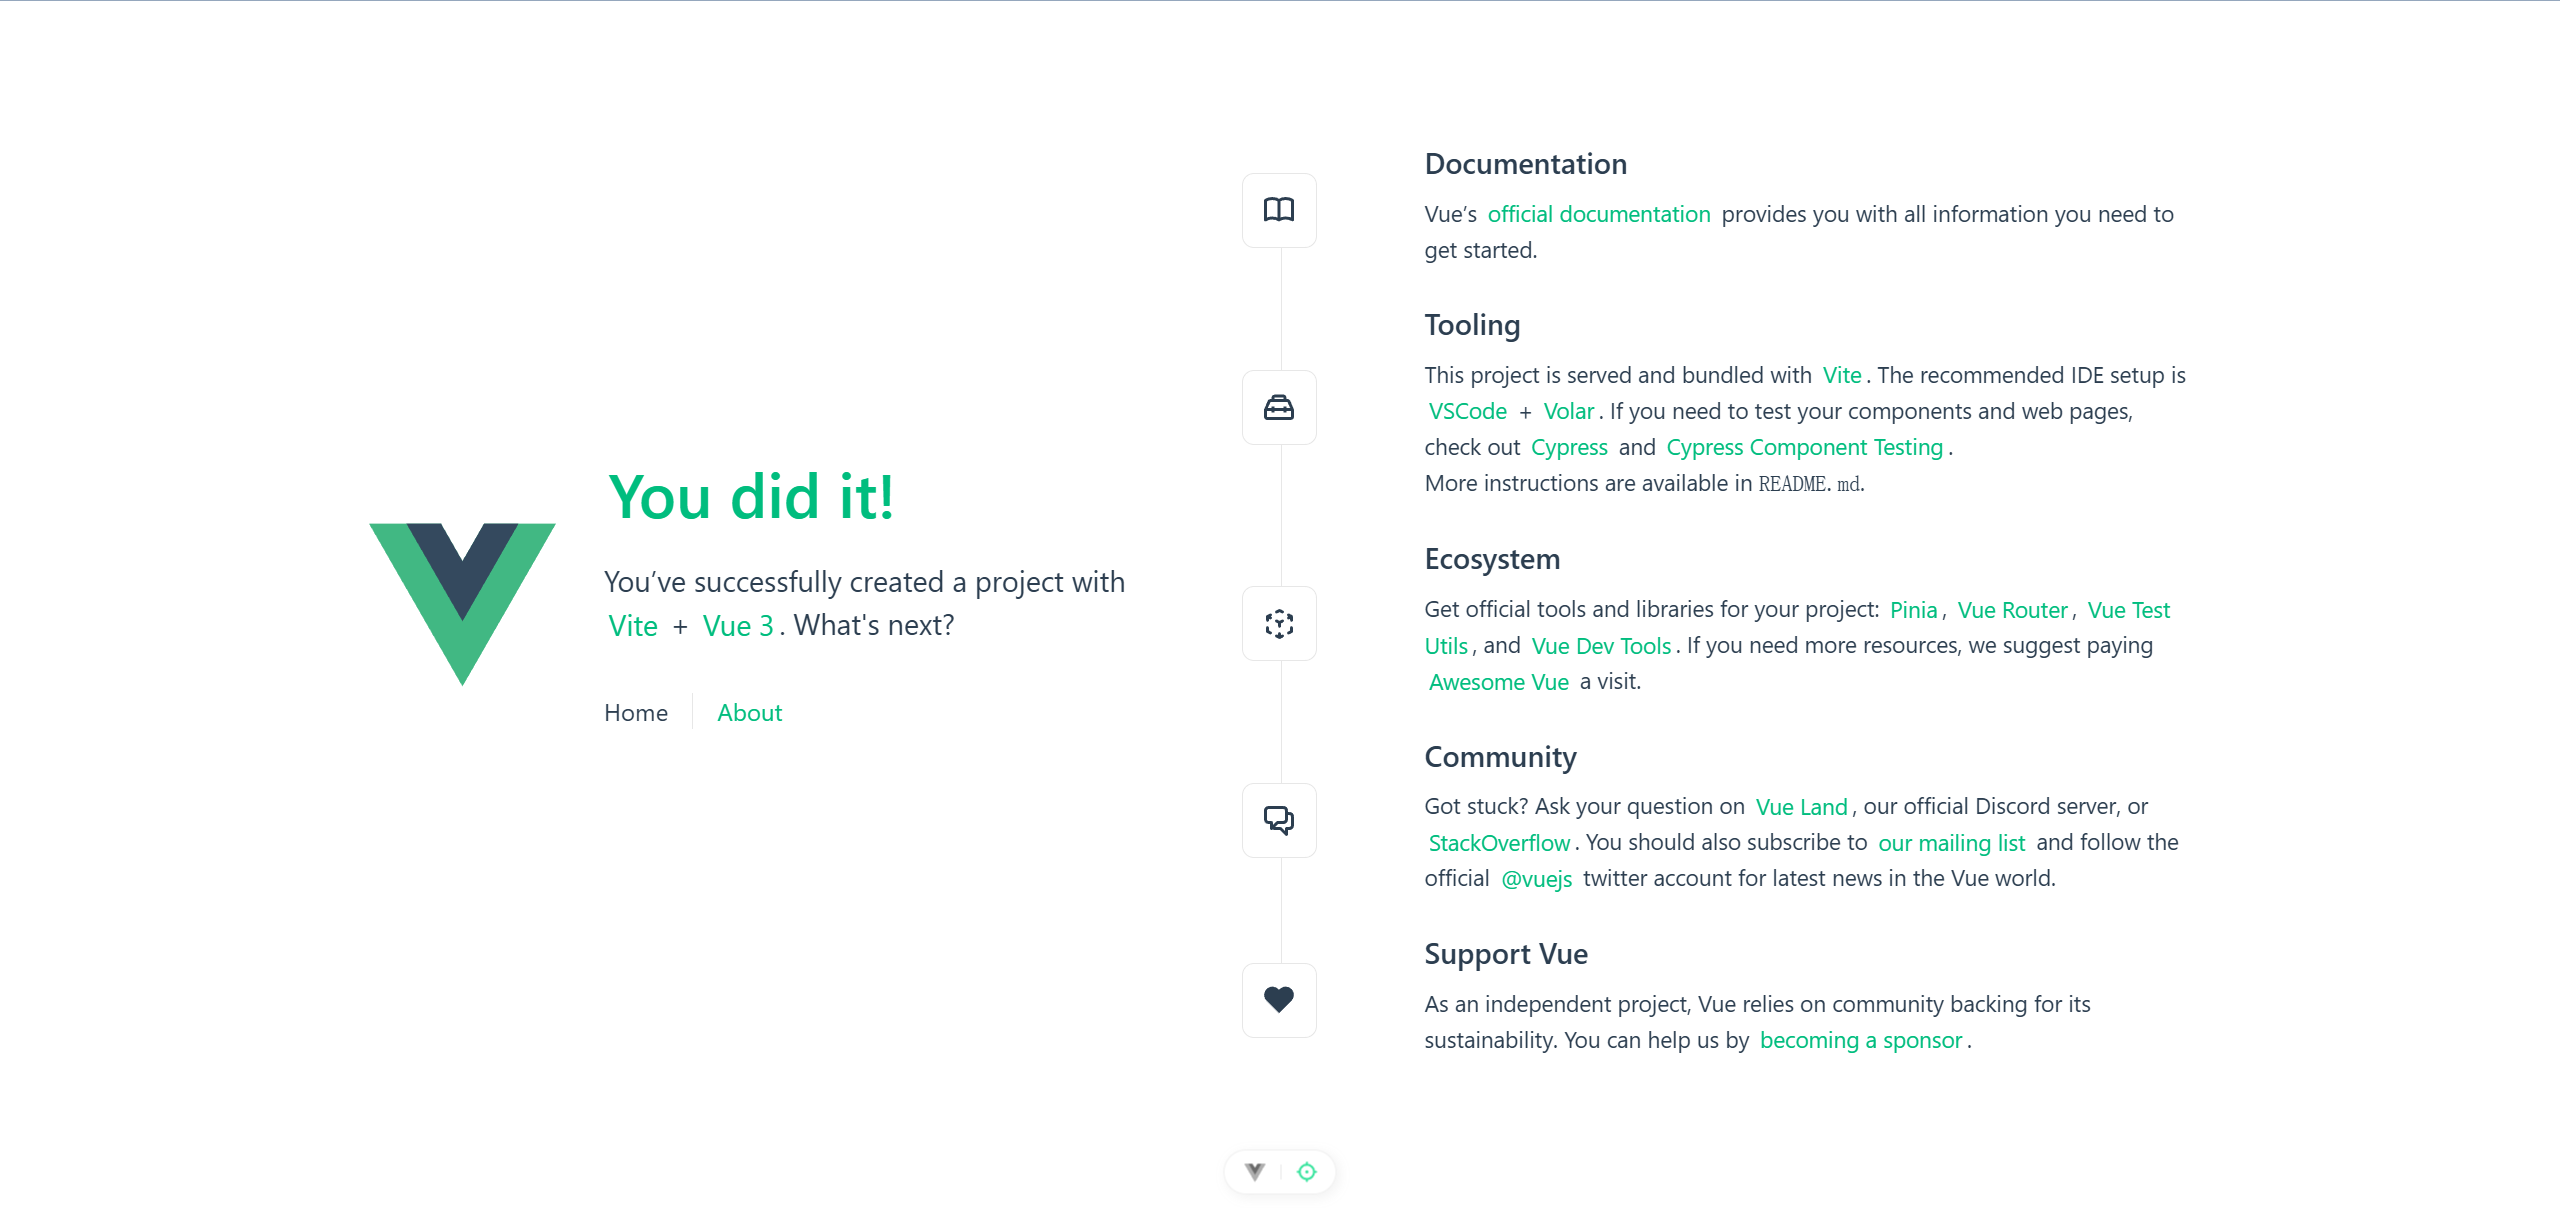 You did it!
You’ve successfully created a project with
Vite + Vue 3. What's next?
Home About
Documentation
Vue’s official documentation provides you with all information you need to
get started.
Tooling
This project is served and bundled with Vite. The recommended IDE setup is
VSCode + Volar. If you need to test your components and web pages,
check out Cypress and Cypress Component Testing.
More instructions are available in README.md.
Ecosystem
Get official tools and libraries for your project: Pinia, Vue Router, Vue Test
Utils, and Vue Dev Tools. If you need more resources, we suggest paying
Awesome Vue a visit.
Community
Got stuck? Ask your question on Vue Land, our official Discord server, or
StackOverflow. You should also subscribe to our mailing list and follow the
official @vuejs twitter account for latest news in the Vue world.
Support Vue
As an independent project, Vue relies on community backing for its
sustainability. You can help us by becoming a sponsor.